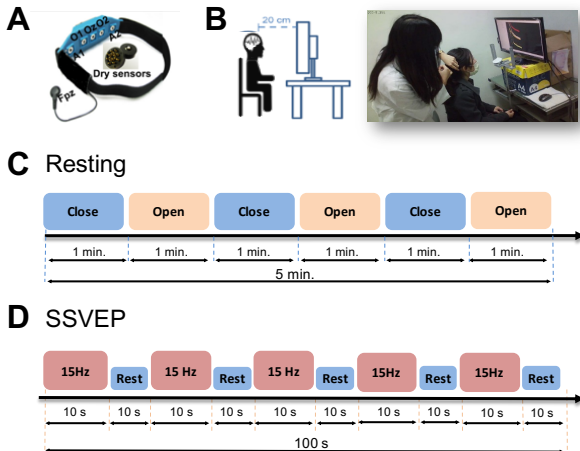 A
O1 OzO2
A1
A2
Dry sensors
Fpz
B
20 cm
C Resting
Close Open Close Open Close Open
1 min. 1 min. 1 min. 1 min. 1 min. 1 min.
5 min.
D SSVEP
15Hz Rest 15 Hz Rest 15 Hz Rest 15Hz Rest 15Hz Rest
10 s 10 s 10 s 10 s 10 s 10 s 10 s 10 s 10 s 10 s
100 s